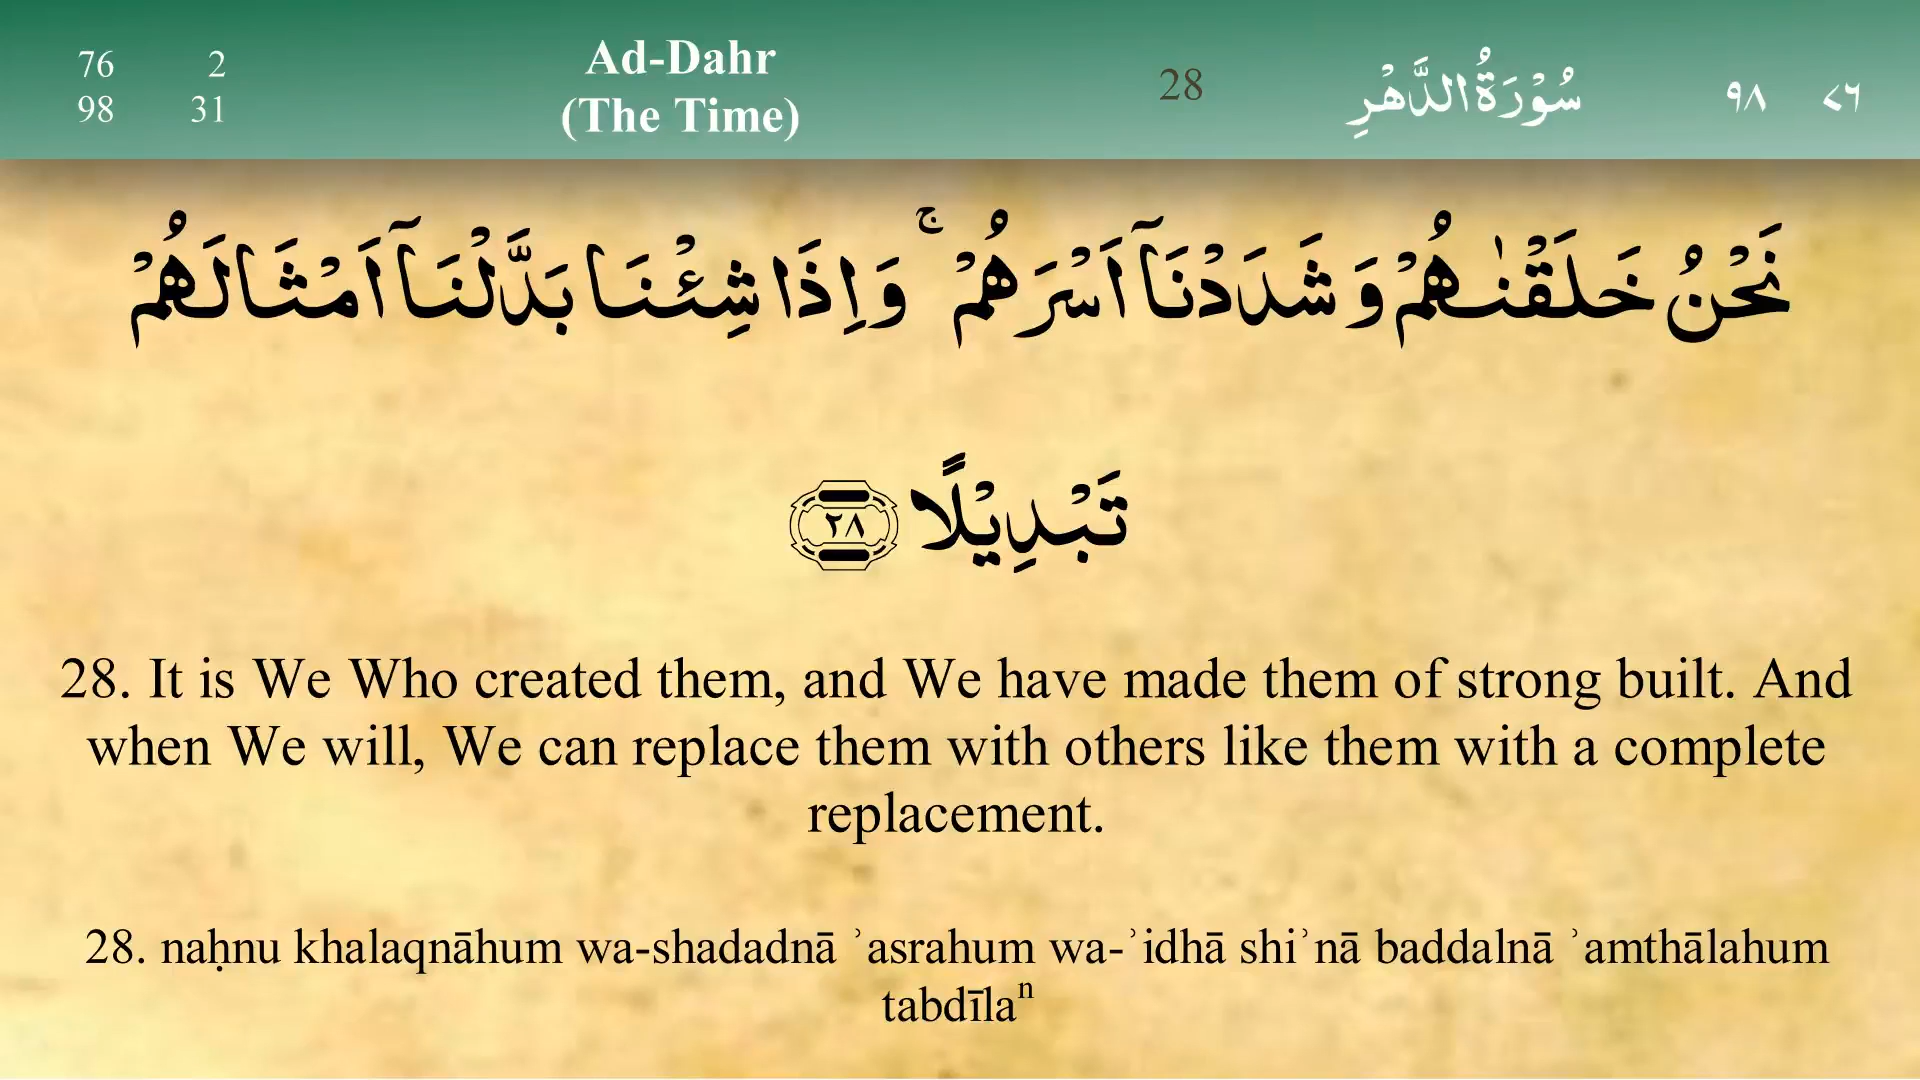 76 2
98 31
Ad-Dahr
(The Time)
28
سُوْرَةُ الدَّهْرِ
٩٨ ٧٦
نَحْنُ خَلَقْنٰهُمْ وَشَدَدْنَاۤ اَسْرَهُمْ ۚ وَاِذَا شِئْنَا بَدَّلْنَاۤ اَمْثَالَهُمْ
تَبْدِيْلًا ٢٨
28. It is We Who created them, and We have made them of strong built. And
when We will, We can replace them with others like them with a complete
replacement.
28. naḥnu khalaqnāhum wa-shadadnā ʾasrahum wa-ʾidhā shiʾnā baddalnā ʾamthālahum
tabdīlaⁿ